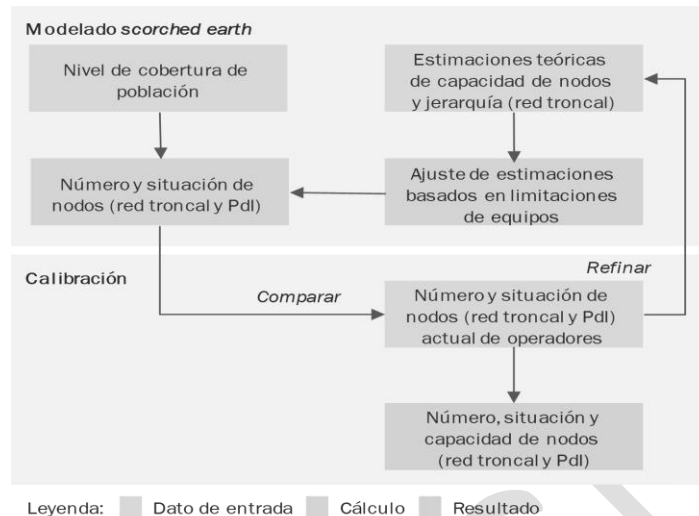 Modelado scorched earth
Nivel de cobertura de
población
Estimaciones teóricas
de capacidad de nodos
y jerarquía (red troncal)
Número y situación de
nodos (red troncal y PdI)
Ajuste de estimaciones
basados en limitaciones
de equipos
Calibración
Comparar
Refinar
Número y situación de
nodos (red troncal y PdI)
actual de operadores
Número, situación y
capacidad de nodos
(red troncal y PdI)
Leyenda: Dato de entrada Cálculo Resultado